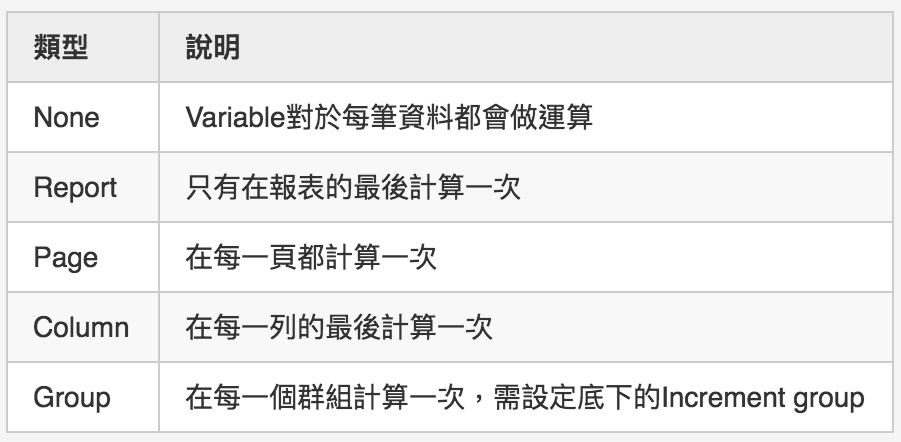 類型 說明
None Variable對於每筆資料都會做運算
Report 只有在報表的最後計算一次
Page 在每一頁都計算一次
Column 在每一列的最後計算一次
Group 在每一個群組計算一次，需設定底下的Increment group